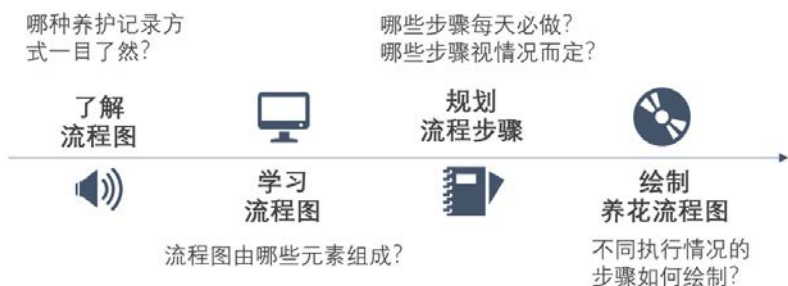 哪种养护记录方
式一目了然?
哪些步骤每天必做?
哪些步骤视情况而定?
了解
流程图
规划
流程步骤
学习
流程图
绘制
养花流程图
流程图由哪些元素组成?
不同执行情况的
步骤如何绘制?